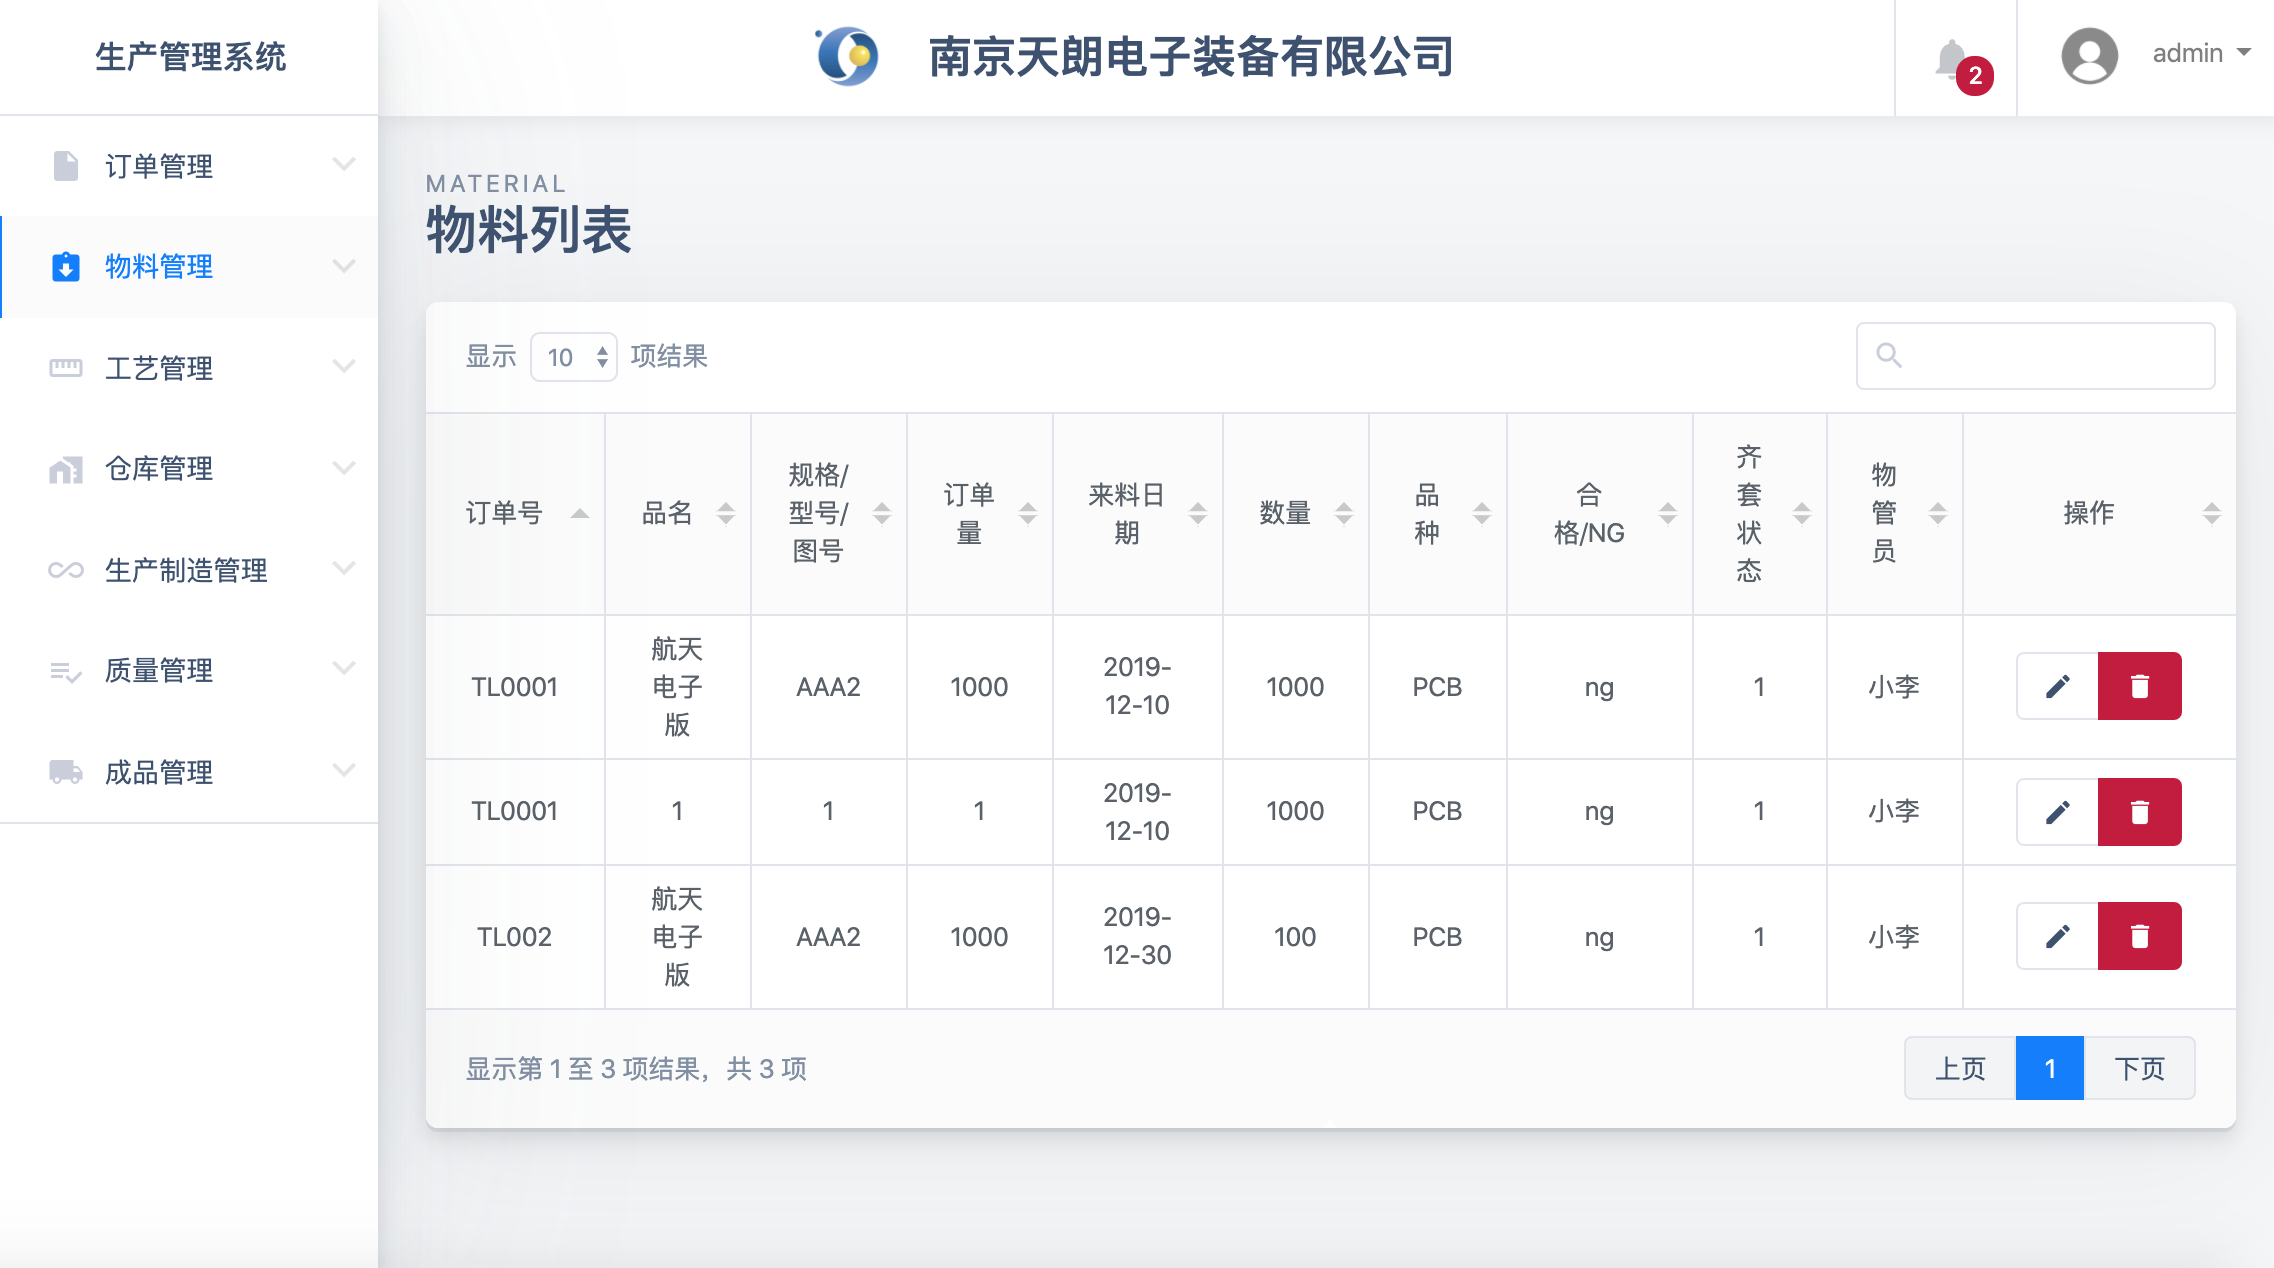 生产管理系统
南京天朗电子装备有限公司
2
admin
订单管理
物料管理
工艺管理
仓库管理
生产制造管理
质量管理
成品管理
MATERIAL
物料列表
显示 10 项结果
订单号 品名 规格/型号/图号 订单量 来料日期 数量 品种 合格/NG 齐套状态 物管员 操作
TL0001 航天电子版 AAA2 1000 2019-12-10 1000 PCB ng 1 小李
TL0001 1 1 1 2019-12-10 1000 PCB ng 1 小李
TL002 航天电子版 AAA2 1000 2019-12-30 100 PCB ng 1 小李
显示第 1 至 3 项结果，共 3 项
上页 1 下页